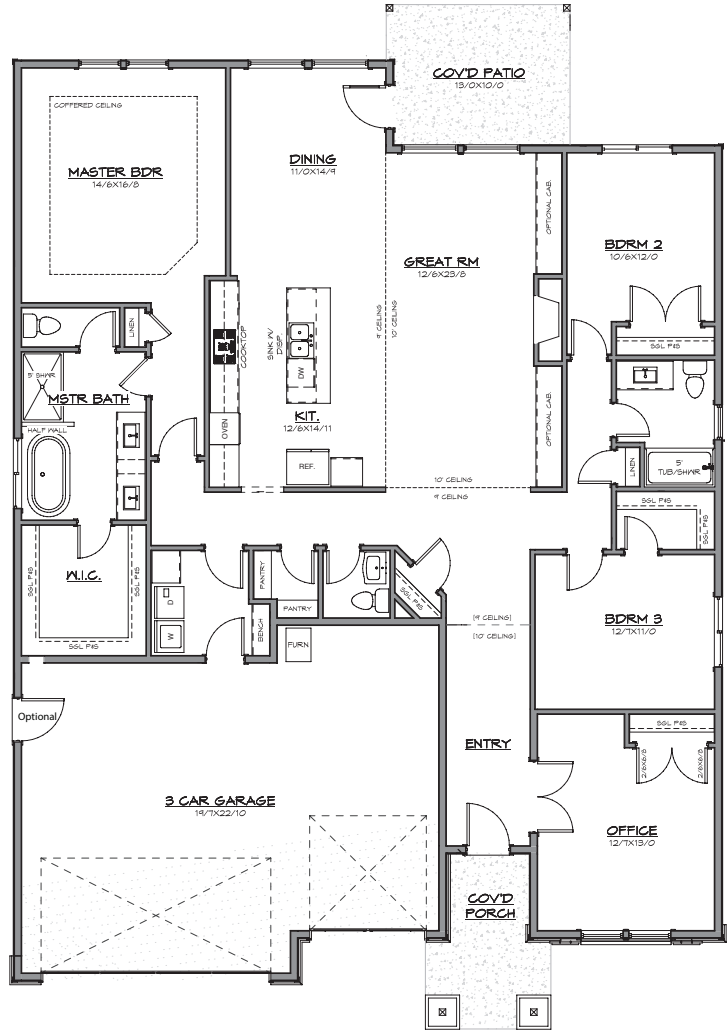 COV'D PATIO
13/0X10/0
COFFERED CEILING
MASTER BDR
14/6X16/8
DINING
11/0X14/9
OPTIONAL CAB.
BDRM 2
10/6X12/0
GREAT RM
12/6X23/8
9' CEILING
10' CEILING
LINEN
COOKTOP
SINK W/
DISP.
DW
SGL P&S
5' SHWR
MSTR BATH
HALF WALL
OVEN
KIT.
12/6X14/11
REF.
OPTIONAL CAB.
LINEN
5'
TUB/SHWR
10' CEILING
9' CEILING
SGL P&S
SGL P&S
W.I.C.
SGL P&S
SGL P&S
SGL P&S
D
W
PANTRY
PANTRY
BENCH
SGL P&S
FURN
[9' CEILING]
[10' CEILING]
BDRM 3
12/7X11/0
Optional
ENTRY
SGL P&S
2/6X6/8
2/6X6/8
3 CAR GARAGE
19/7X22/10
OFFICE
12/7X13/0
COV'D
PORCH